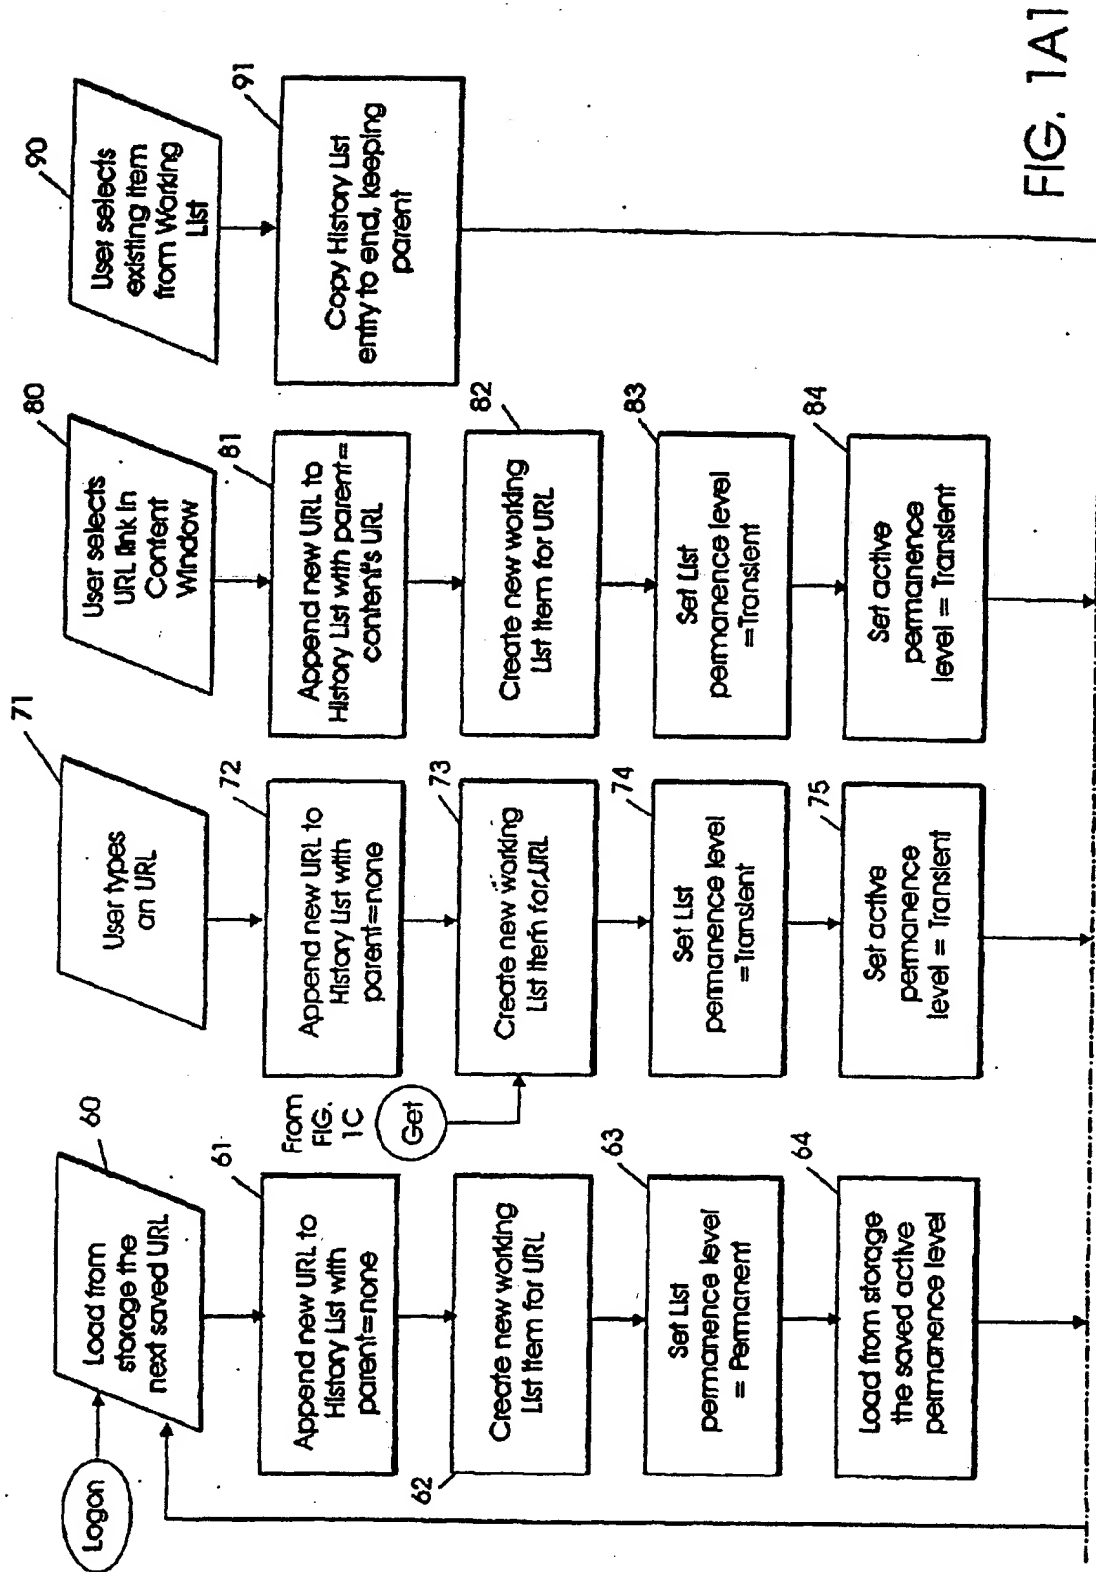 Logon
Load from
storage the
next saved URL
60
Append new URL to
History List with
parent=none
61
Create new working
List Item for URL
62
Set List
permanence level
= Permanent
63
Load from storage
the saved active
permanence level
64
User types
an URL
71
Append new URL to
History List with
parent=none
72
From
FIG.
1C
Get
Create new working
List Item for URL
73
Set List
permanence level
=Transient
74
Set active
permanence
level = Transient
75
User selects
URL link in
Content
Window
80
Append new URL to
History List with parent=
content's URL
81
Create new working
List Item for URL
82
Set List
permanence level
=Transient
83
Set active
permanence
level = Transient
84
User selects
existing item
from Working
List
90
Copy History List
entry to end, keeping
parent
91
FIG. 1A1